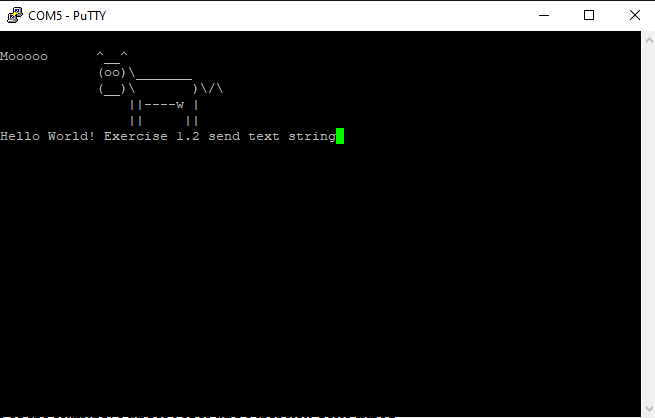 COM5 - PuTTY
Mooooo      ^__^
            (oo)\_______
            (__)\       )\/\
                ||----w |
                ||     ||
Hello World! Exercise 1.2 send text string